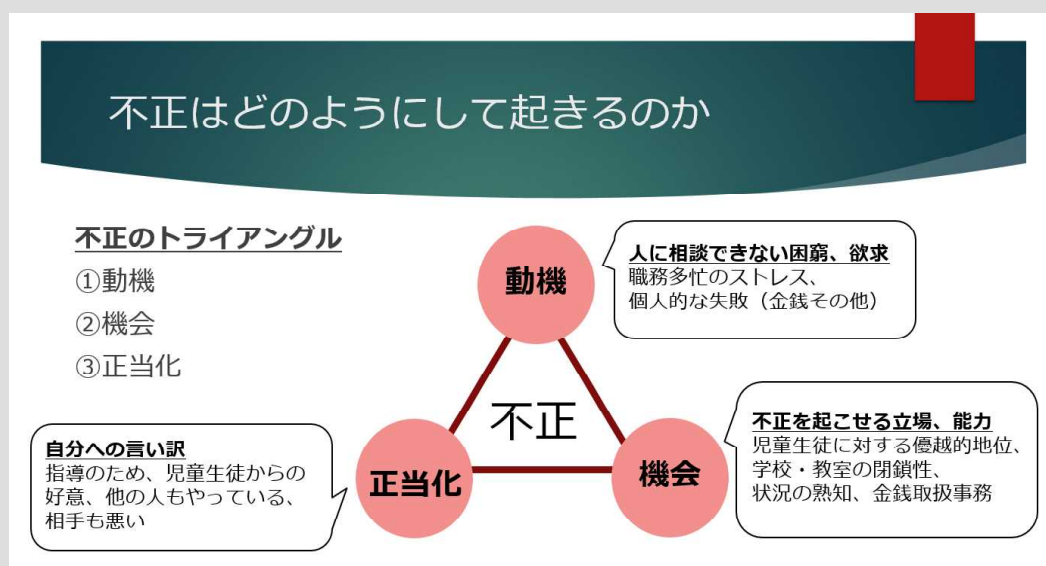 不正はどのようにして起きるのか
不正のトライアングル
①動機
②機会
③正当化
動機
人に相談できない困窮、欲求
職務多忙のストレス、
個人的な失敗（金銭その他）
不正
正当化
自分への言い訳
指導のため、児童生徒からの
好意、他の人もやっている、
相手も悪い
機会
不正を起こせる立場、能力
児童生徒に対する優越的地位、
学校・教室の閉鎖性、
状況の熟知、金銭取扱事務